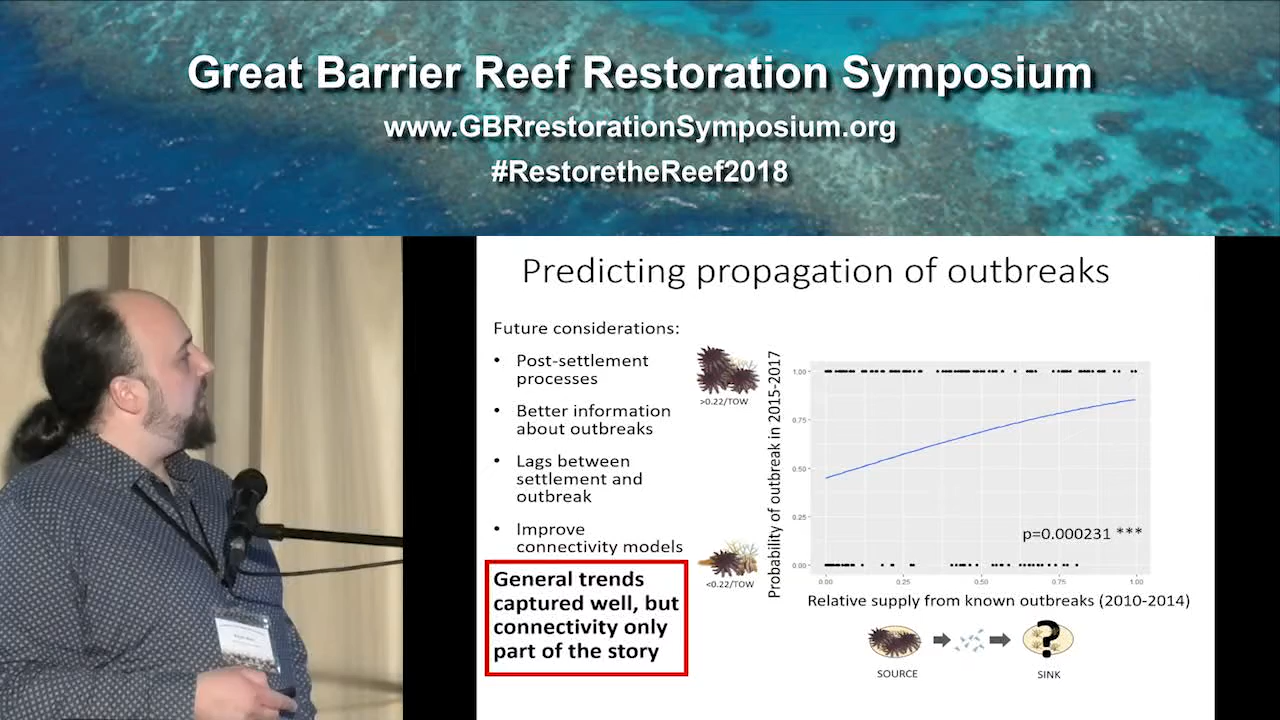 Great Barrier Reef Restoration Symposium
www.GBRrestorationSymposium.org
#RestoretheReef2018
Predicting propagation of outbreaks
Future considerations:
• Post-settlement
processes
• Better information
about outbreaks
• Lags between
settlement and
outbreak
• Improve
connectivity models
General trends
captured well, but
connectivity only
part of the story
>0.22/TOW
<0.22/TOW
Probability of outbreak in 2015-2017
1.00
0.75
0.50
0.25
0.00
p=0.000231 ***
0.00 0.25 0.50 0.75 1.00
Relative supply from known outbreaks (2010-2014)
?
SOURCE
SINK